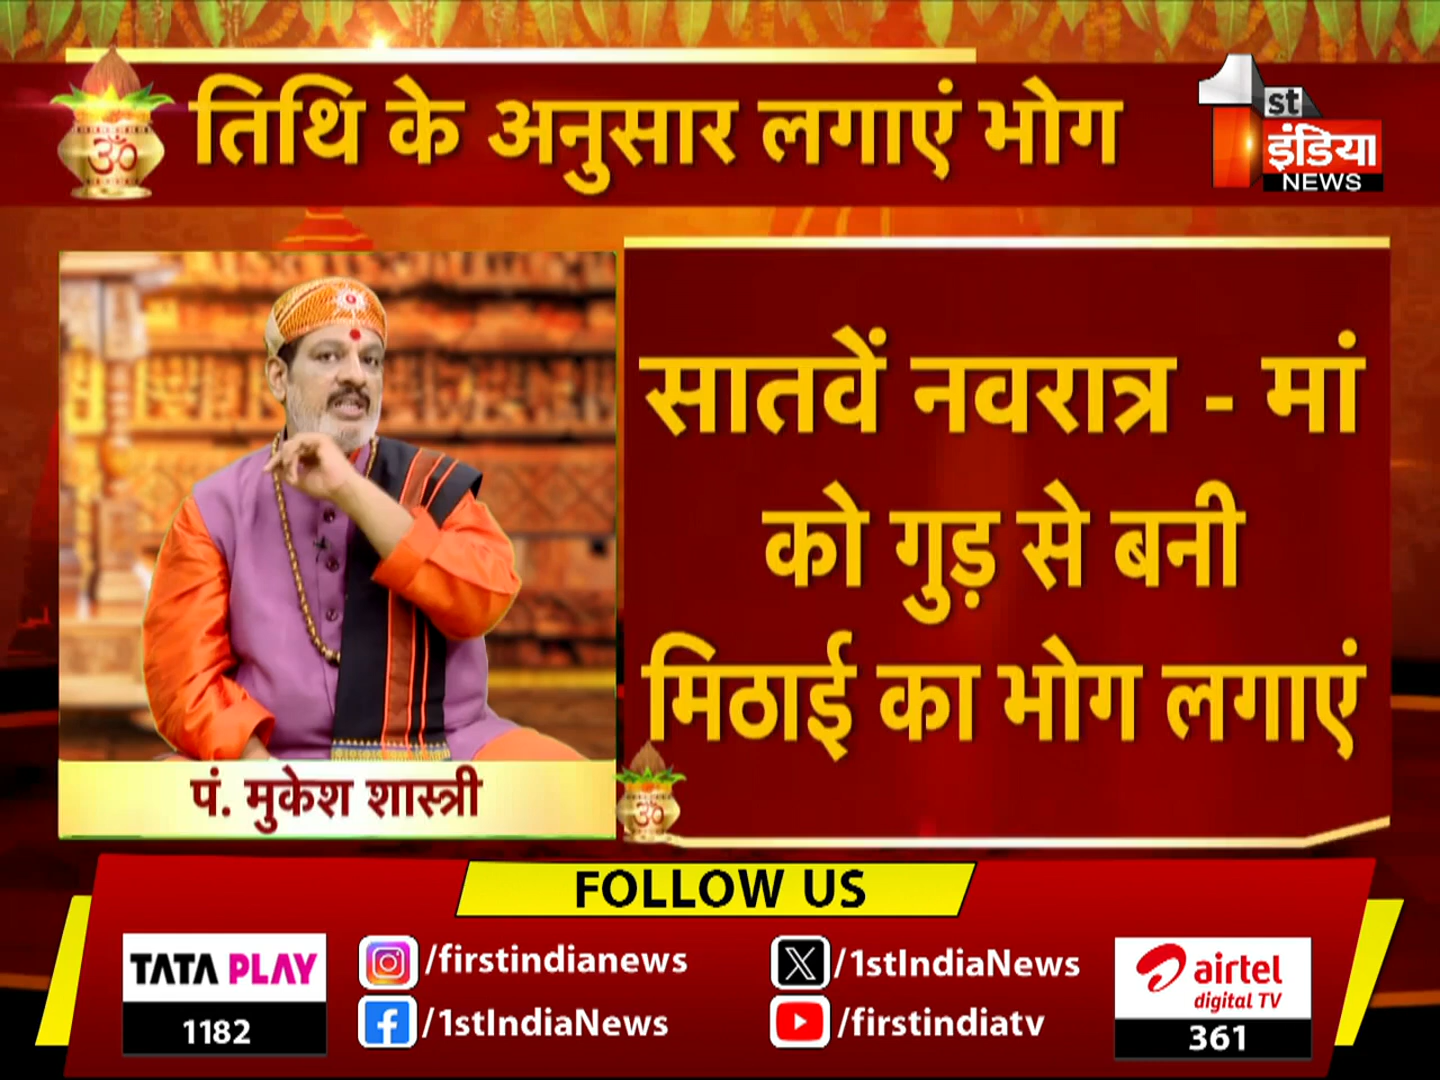 तिथि के अनुसार लगाएं भोग
1st
इंडिया
NEWS
ॐ
सातवें नवरात्र - मां
को गुड़ से बनी
मिठाई का भोग लगाएं
ॐ
पं. मुकेश शास्त्री
FOLLOW US
TATA PLAY
1182
/firstindianews
/1stIndiaNews
/1stIndiaNews
/firstindiatv
airtel
digital TV
361